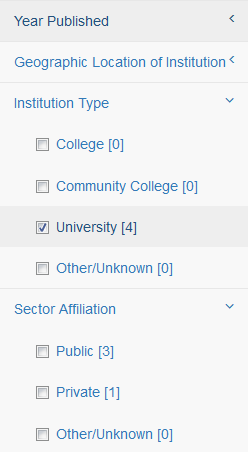 Year Published
Geographic Location of Institution
Institution Type
College [0]
Community College [0]
University [4]
Other/Unknown [0]
Sector Affiliation
Public [3]
Private [1]
Other/Unknown [0]